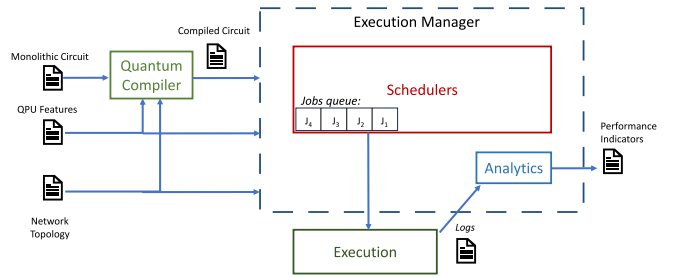 Execution Manager
Compiled Circuit
Monolithic Circuit
Quantum
Compiler
Schedulers
Jobs queue:
J4 J3 J2 J1
QPU Features
Performance
Indicators
Analytics
Network
Topology
Logs
Execution